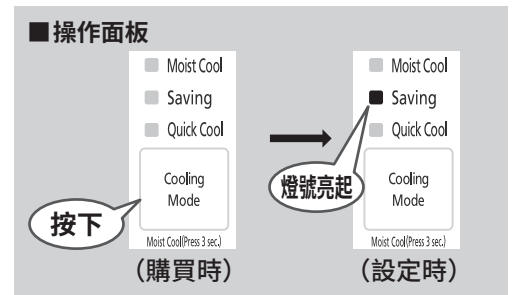 ■操作面板
Moist Cool
Saving
Quick Cool
Cooling
Mode
按下
Moist Cool(Press 3 sec.)
(購買時)
Moist Cool
Saving
Quick Cool
燈號亮起
Cooling
Mode
Moist Cool(Press 3 sec.)
(設定時)